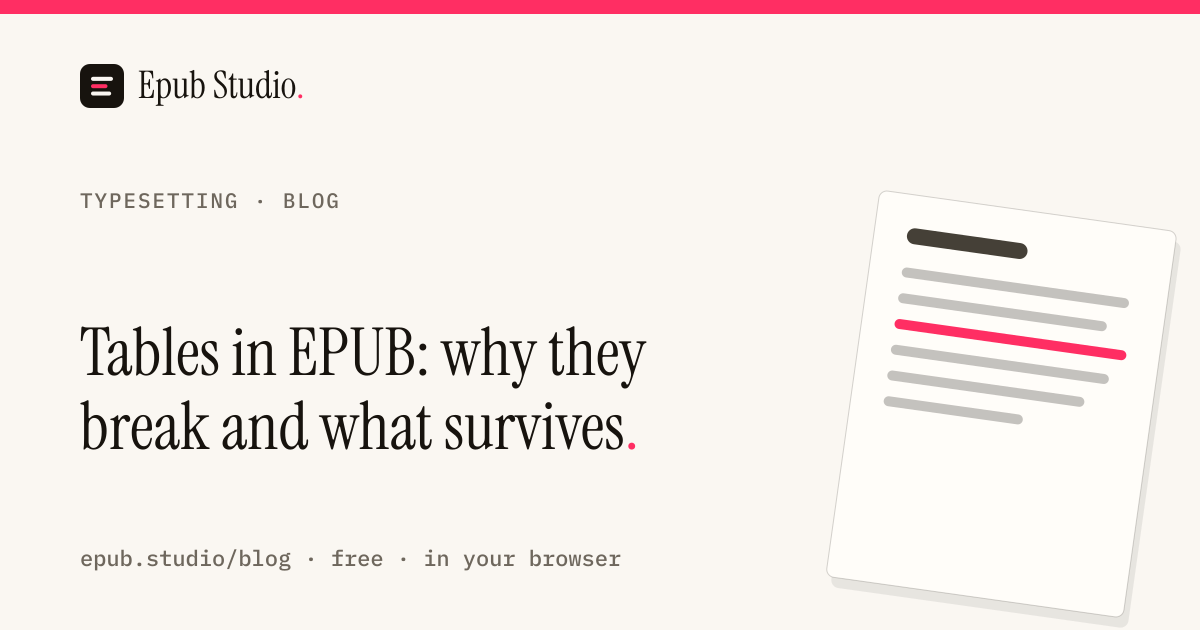 Epub Studio.
TYPESETTING · BLOG
Tables in EPUB: why they
break and what survives.
epub.studio/blog · free · in your browser